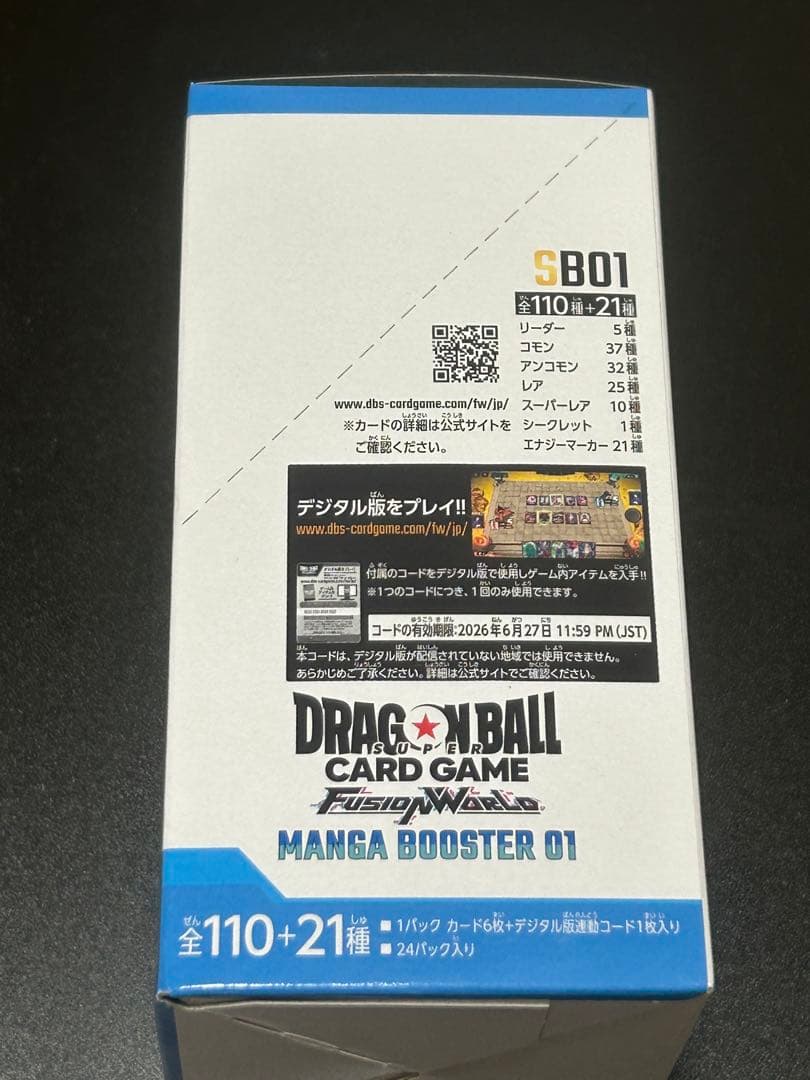 SB01
全110種+21種
リーダー 5種
コモン 37種
アンコモン 32種
レア 25種
スーパーレア 10種
シークレット 1種
エナジーマーカー 21種
www.dbs-cardgame.com/fw/jp/
※カードの詳細は公式サイトを
ご確認ください。
デジタル版をプレイ!!
www.dbs-cardgame.com/fw/jp/
付属のコードをデジタル版で使用しゲーム内アイテムを入手!!
※1つのコードにつき、1回のみ使用できます。
コードの有効期限:2026年6月27日 11:59 PM (JST)
本コードは、デジタル版が配信されていない地域では使用できません。
あらかじめご了承ください。詳細は公式サイトでご確認ください。
DRAGON BALL
SUPER
CARD GAME
FUSION WORLD
MANGA BOOSTER 01
全110+21種
■ 1パック カード6枚+デジタル版連動コード1枚入り
■ 24パック入り